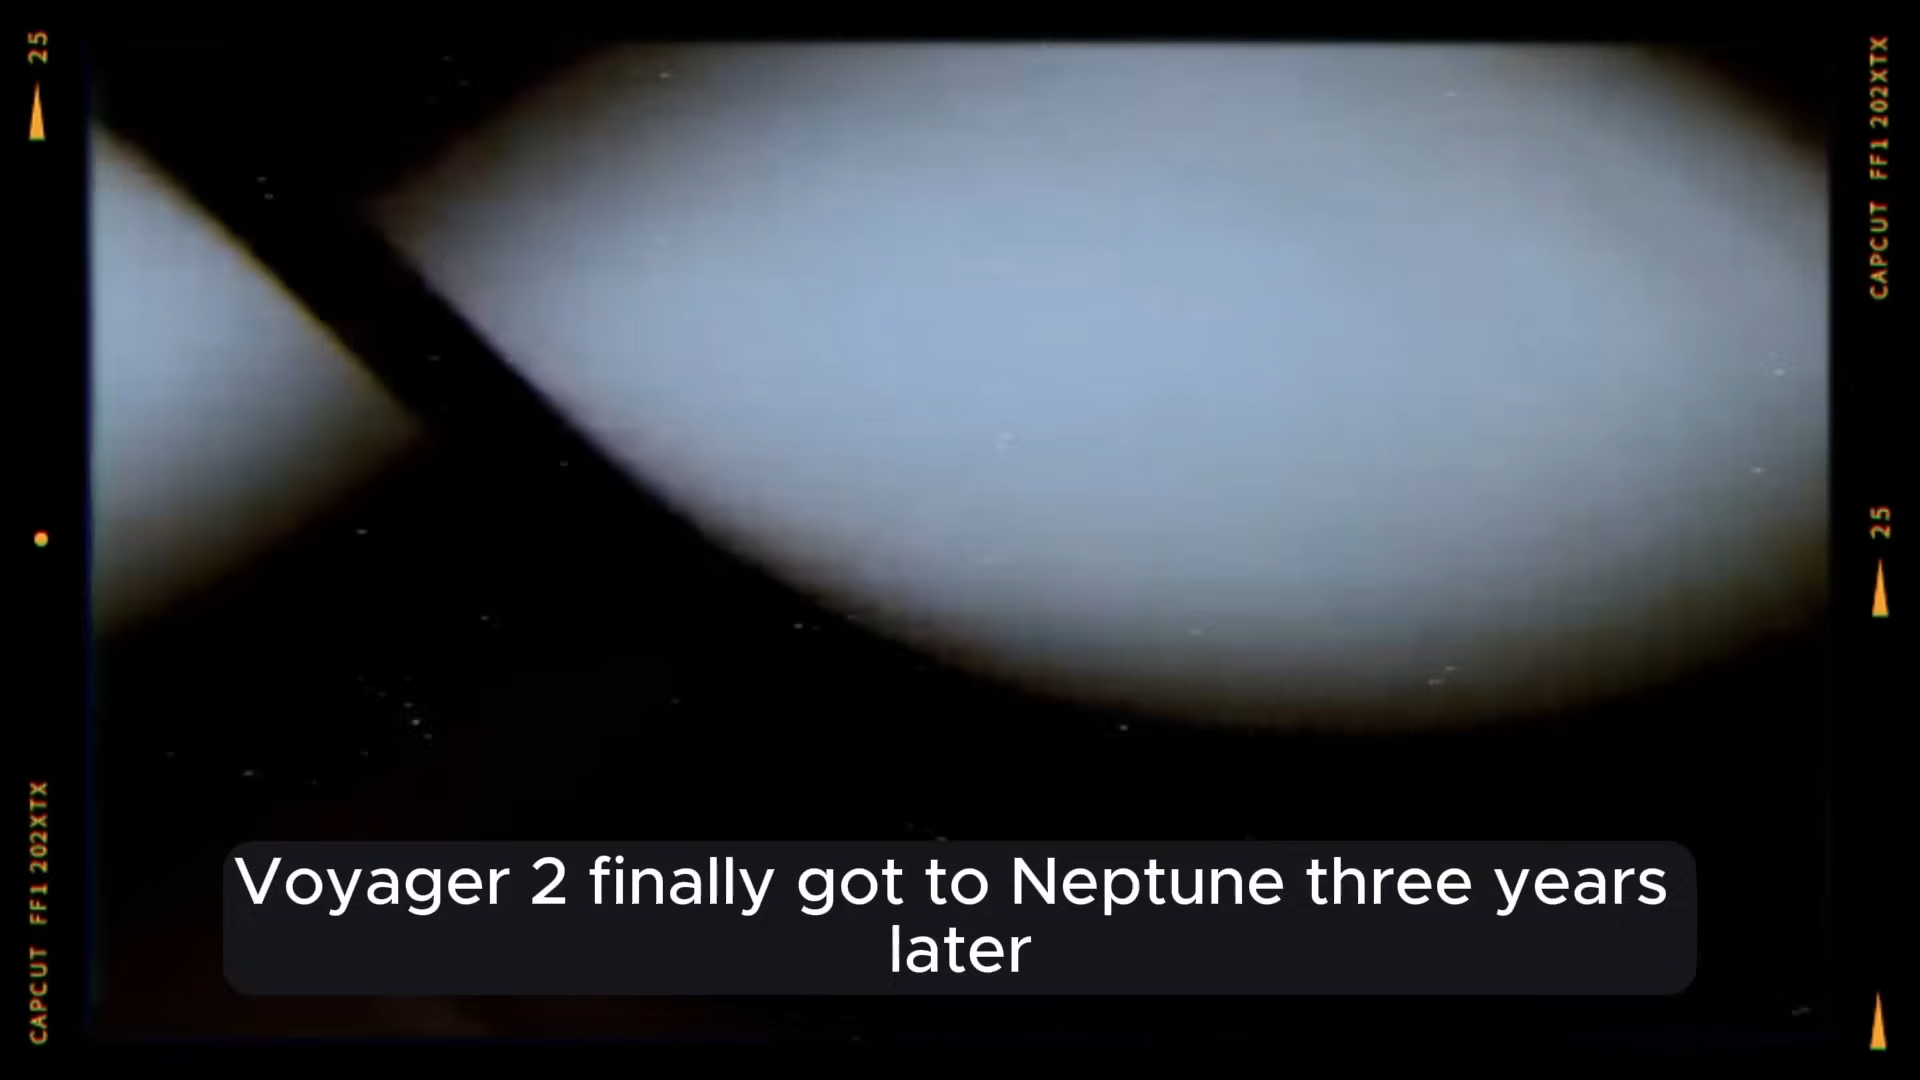 25
CAPCUT FF1 202XTX
Voyager 2 finally got to Neptune three years
later
CAPCUT FF1 202XTX
25